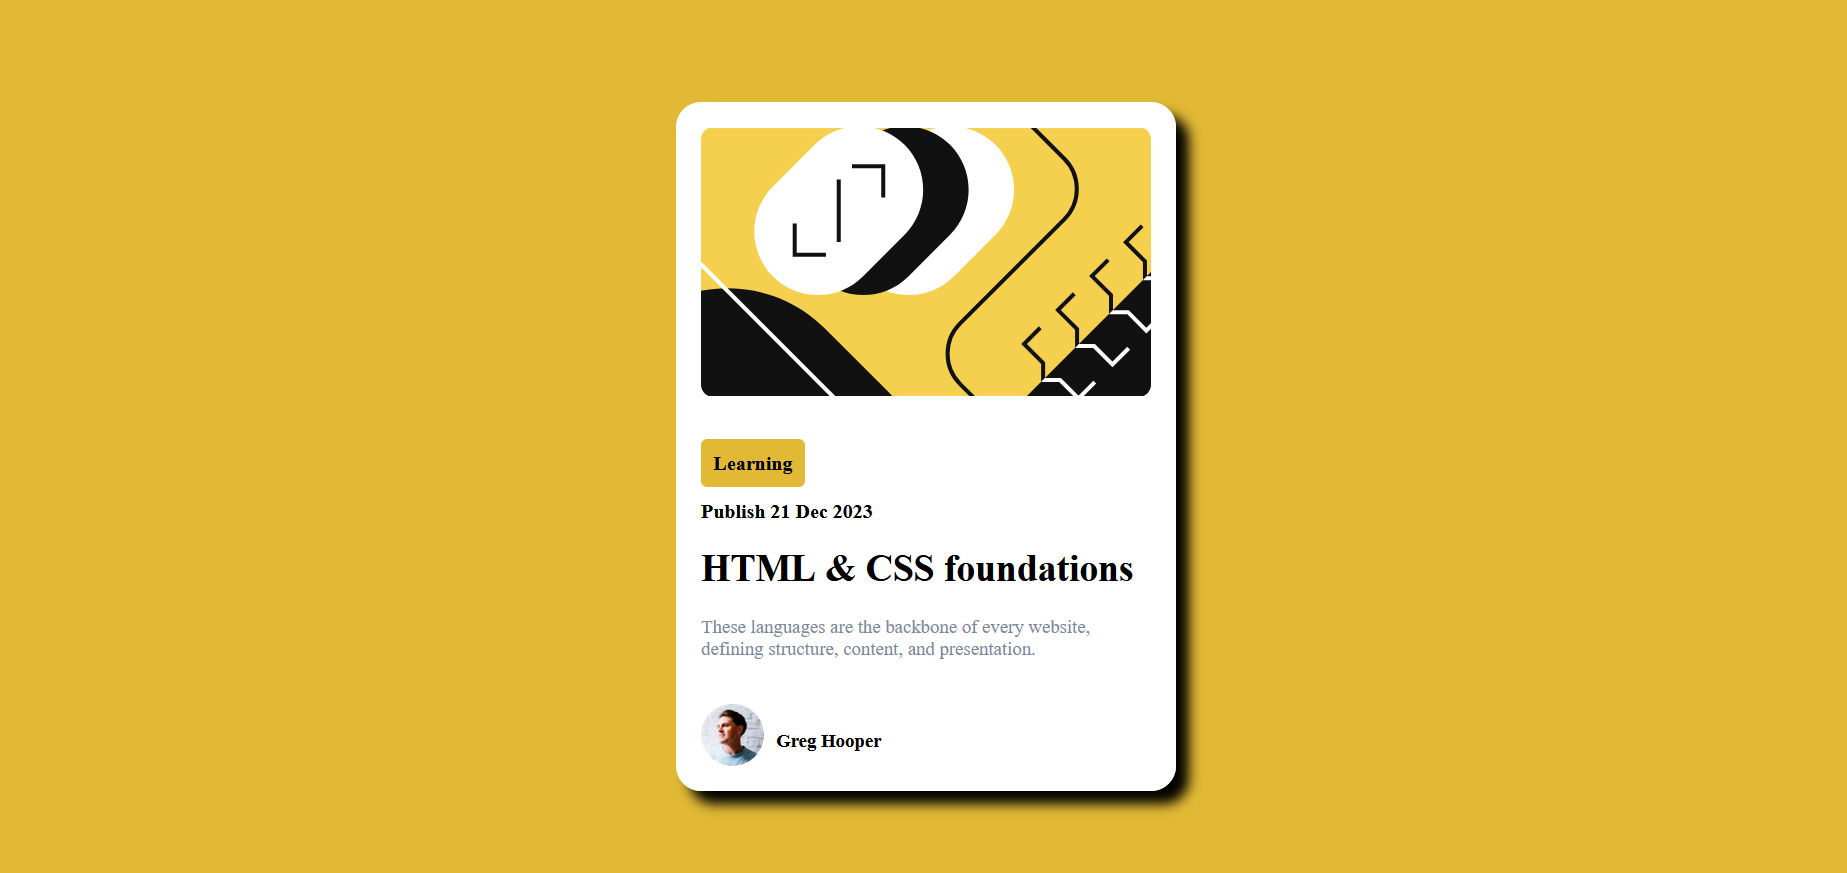 Learning
Publish 21 Dec 2023
HTML & CSS foundations
These languages are the backbone of every website,
defining structure, content, and presentation.
Greg Hooper